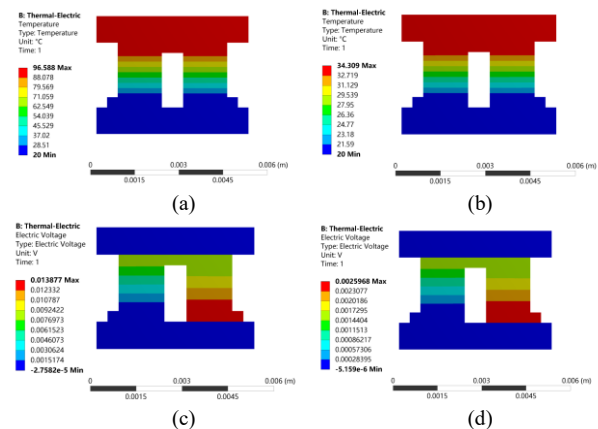 B: Thermal-Electric
Temperature
Type: Temperature
Unit: °C
Time: 1
96.588 Max
88.078
79.569
71.059
62.549
54.039
45.529
37.02
28.51
20 Min
0
0.003
0.006 (m)
0.0015
0.0045
(a)
B: Thermal-Electric
Temperature
Type: Temperature
Unit: °C
Time: 1
34.309 Max
32.719
31.129
29.539
27.95
26.36
24.77
23.18
21.59
20 Min
0
0.003
0.006 (m)
0.0015
0.0045
(b)
B: Thermal-Electric
Electric Voltage
Type: Electric Voltage
Unit: V
Time: 1
0.013877 Max
0.012332
0.010787
0.0092422
0.0076973
0.0061523
0.0046073
0.0030624
0.0015174
-2.7582e-5 Min
0
0.003
0.006 (m)
0.0015
0.0045
(c)
B: Thermal-Electric
Electric Voltage
Type: Electric Voltage
Unit: V
Time: 1
0.0025968 Max
0.0023077
0.0020186
0.0017295
0.0014404
0.0011513
0.00086217
0.00057306
0.00028395
-5.159e-6 Min
0
0.003
0.006 (m)
0.0015
0.0045
(d)